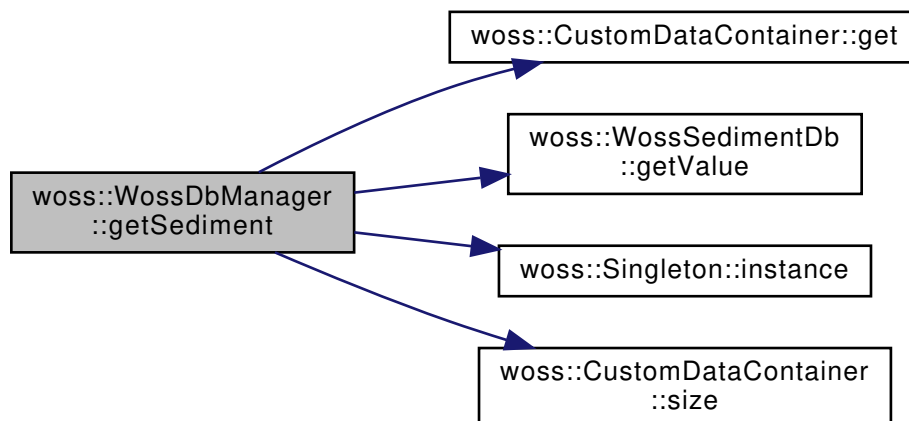 woss::CustomDataContainer::get
woss::WossSedimentDb
::getValue
woss::WossDbManager
::getSediment
woss::Singleton::instance
woss::CustomDataContainer
::size